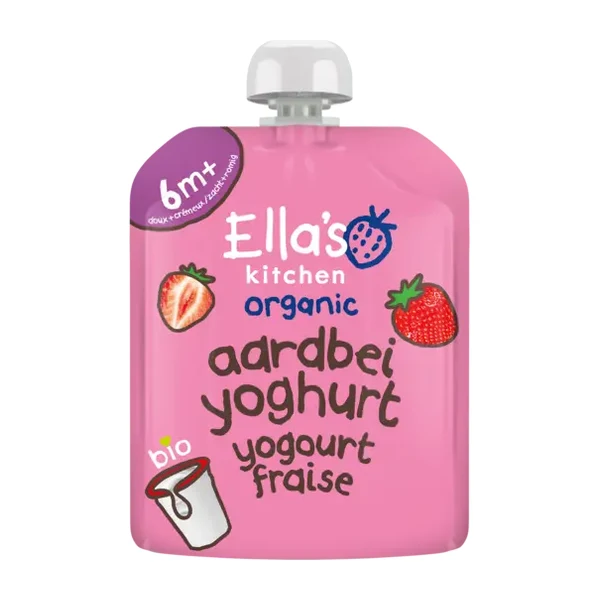 6m+
doux+crémeux/zacht+romig
Ella's
kitchen
organic
aardbei
yoghurt
yogourt
fraise
bio